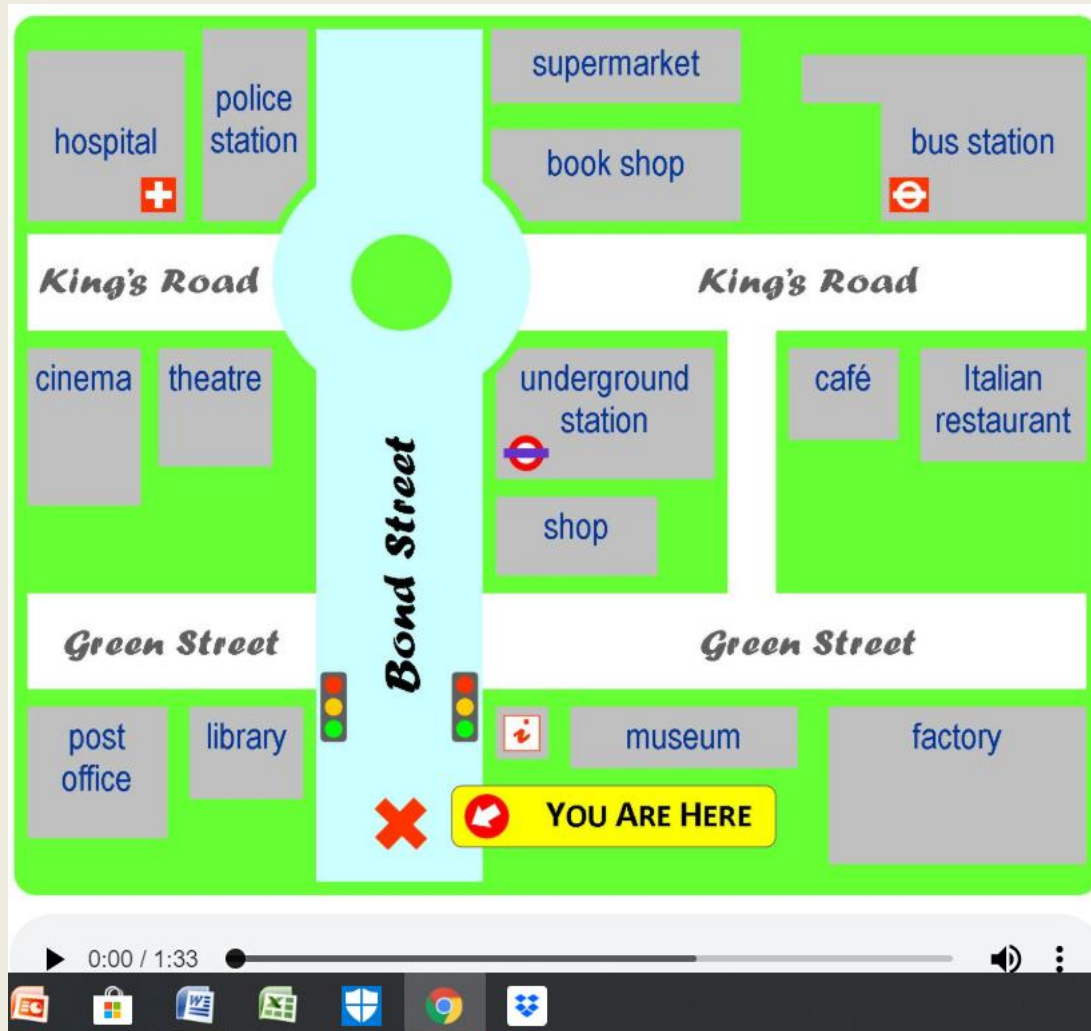 supermarket
police
station
hospital
book shop
bus station
King's Road
King's Road
cinema
theatre
underground
station
café
Italian
restaurant
shop
Bond Street
Green Street
Green Street
post
office
library
i
museum
factory
YOU ARE HERE
0:00 / 1:33